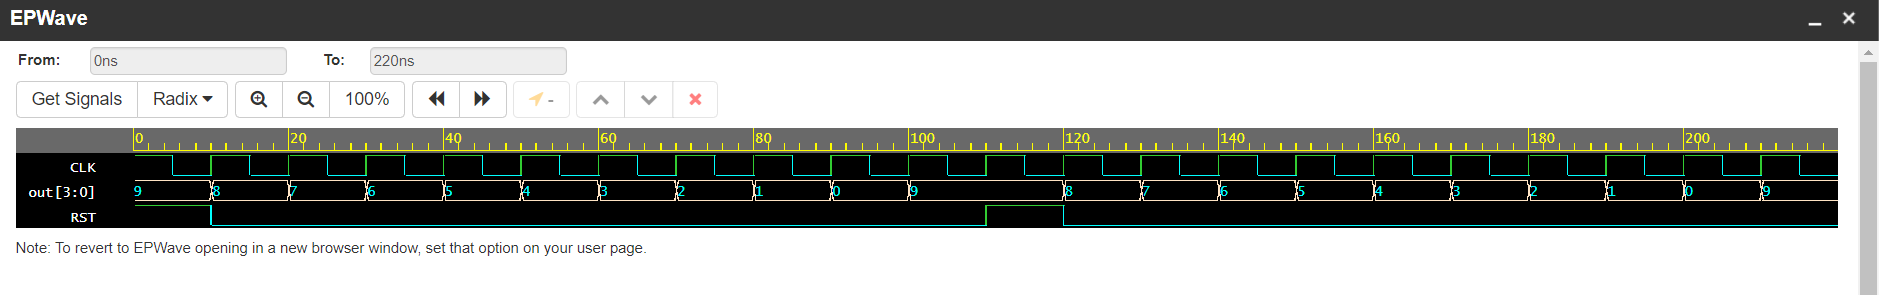 EPWave
From: 0ns To: 220ns
Get Signals Radix 100% -
0 20 40 60 80 100 120 140 160 180 200
CLK
out[3:0] 9 8 7 6 5 4 3 2 1 0 9 8 7 6 5 4 3 2 1 0 9
RST
Note: To revert to EPWave opening in a new browser window, set that option on your user page.